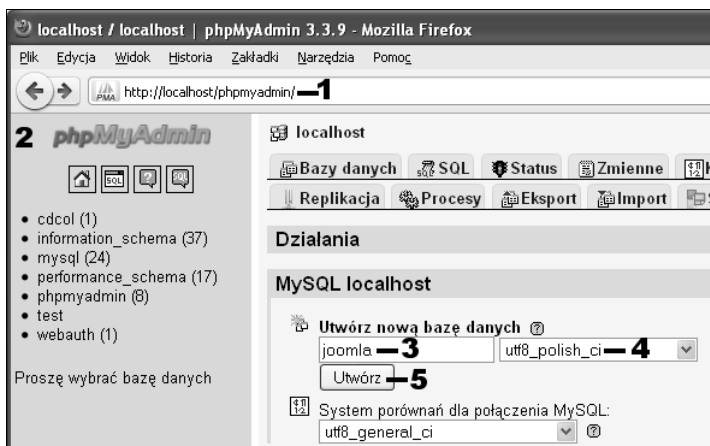 localhost / localhost | phpMyAdmin 3.3.9 - Mozilla Firefox
Plik Edycja Widok Historia Zakładki Narzędzia Pomoc
PMA http://localhost/phpmyadmin/ 1
2 phpMyAdmin
SQL ? SQL
cdcol (1)
information_schema (37)
mysql (24)
performance_schema (17)
phpmyadmin (8)
test
webauth (1)
Proszę wybrać bazę danych
localhost
Bazy danych SQL Status Zmienne
Replikacja Procesy Eksport Import
Działania
MySQL localhost
Utwórz nową bazę danych ?
joomla 3 utf8_polish_ci 4
Utwórz 5
System porównań dla połączenia MySQL:
utf8_general_ci ?